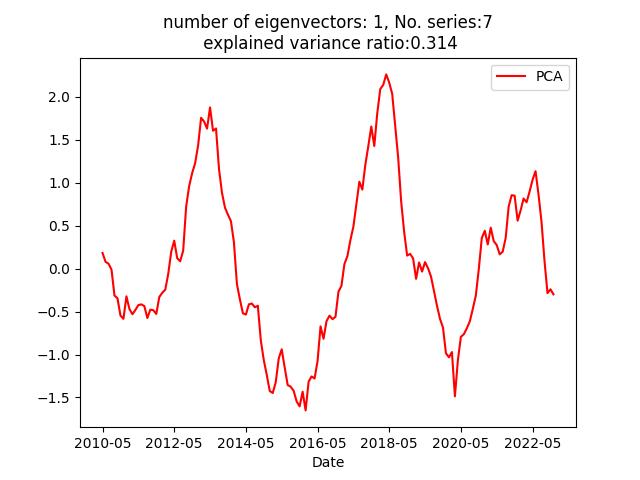 number of eigenvectors: 1, No. series:7
explained variance ratio:0.314
PCA
2.0
1.5
1.0
0.5
0.0
−0.5
−1.0
−1.5
2010-05 2012-05 2014-05 2016-05 2018-05 2020-05 2022-05
Date